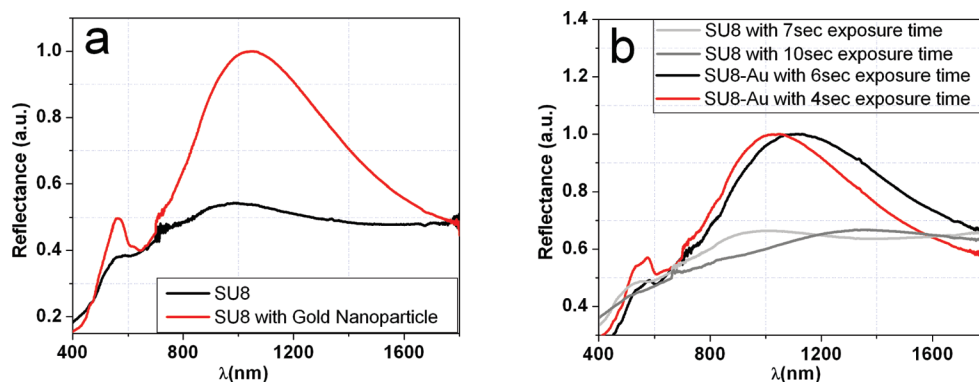 a
Reflectance (a.u.)
1.0
0.8
0.6
0.4
0.2
SU8
SU8 with Gold Nanoparticle
400 800 1200 1600
λ(nm)
b
Reflectance (a.u.)
1.4
1.2
1.0
0.8
0.6
0.4
SU8 with 7sec exposure time
SU8 with 10sec exposure time
SU8-Au with 6sec exposure time
SU8-Au with 4sec exposure time
400 800 1200 1600
λ(nm)